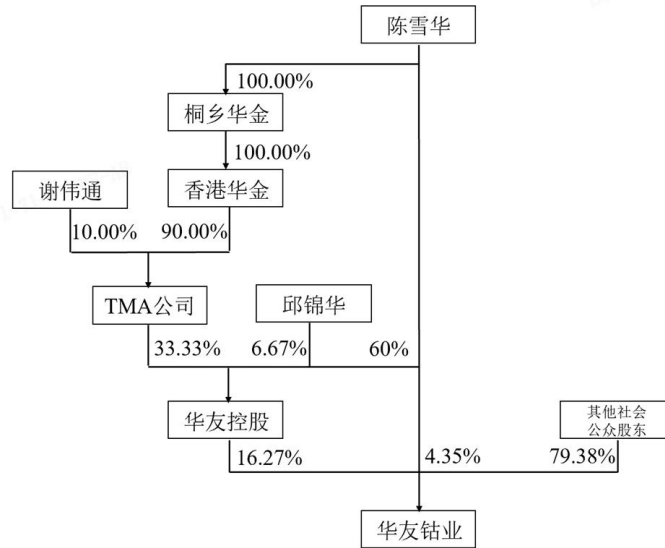 陈雪华
100.00%
桐乡华金
100.00%
谢伟通
香港华金
10.00%
90.00%
TMA公司
邱锦华
33.33%
6.67%
60%
华友控股
其他社会
公众股东
16.27%
4.35%
79.38%
华友钴业